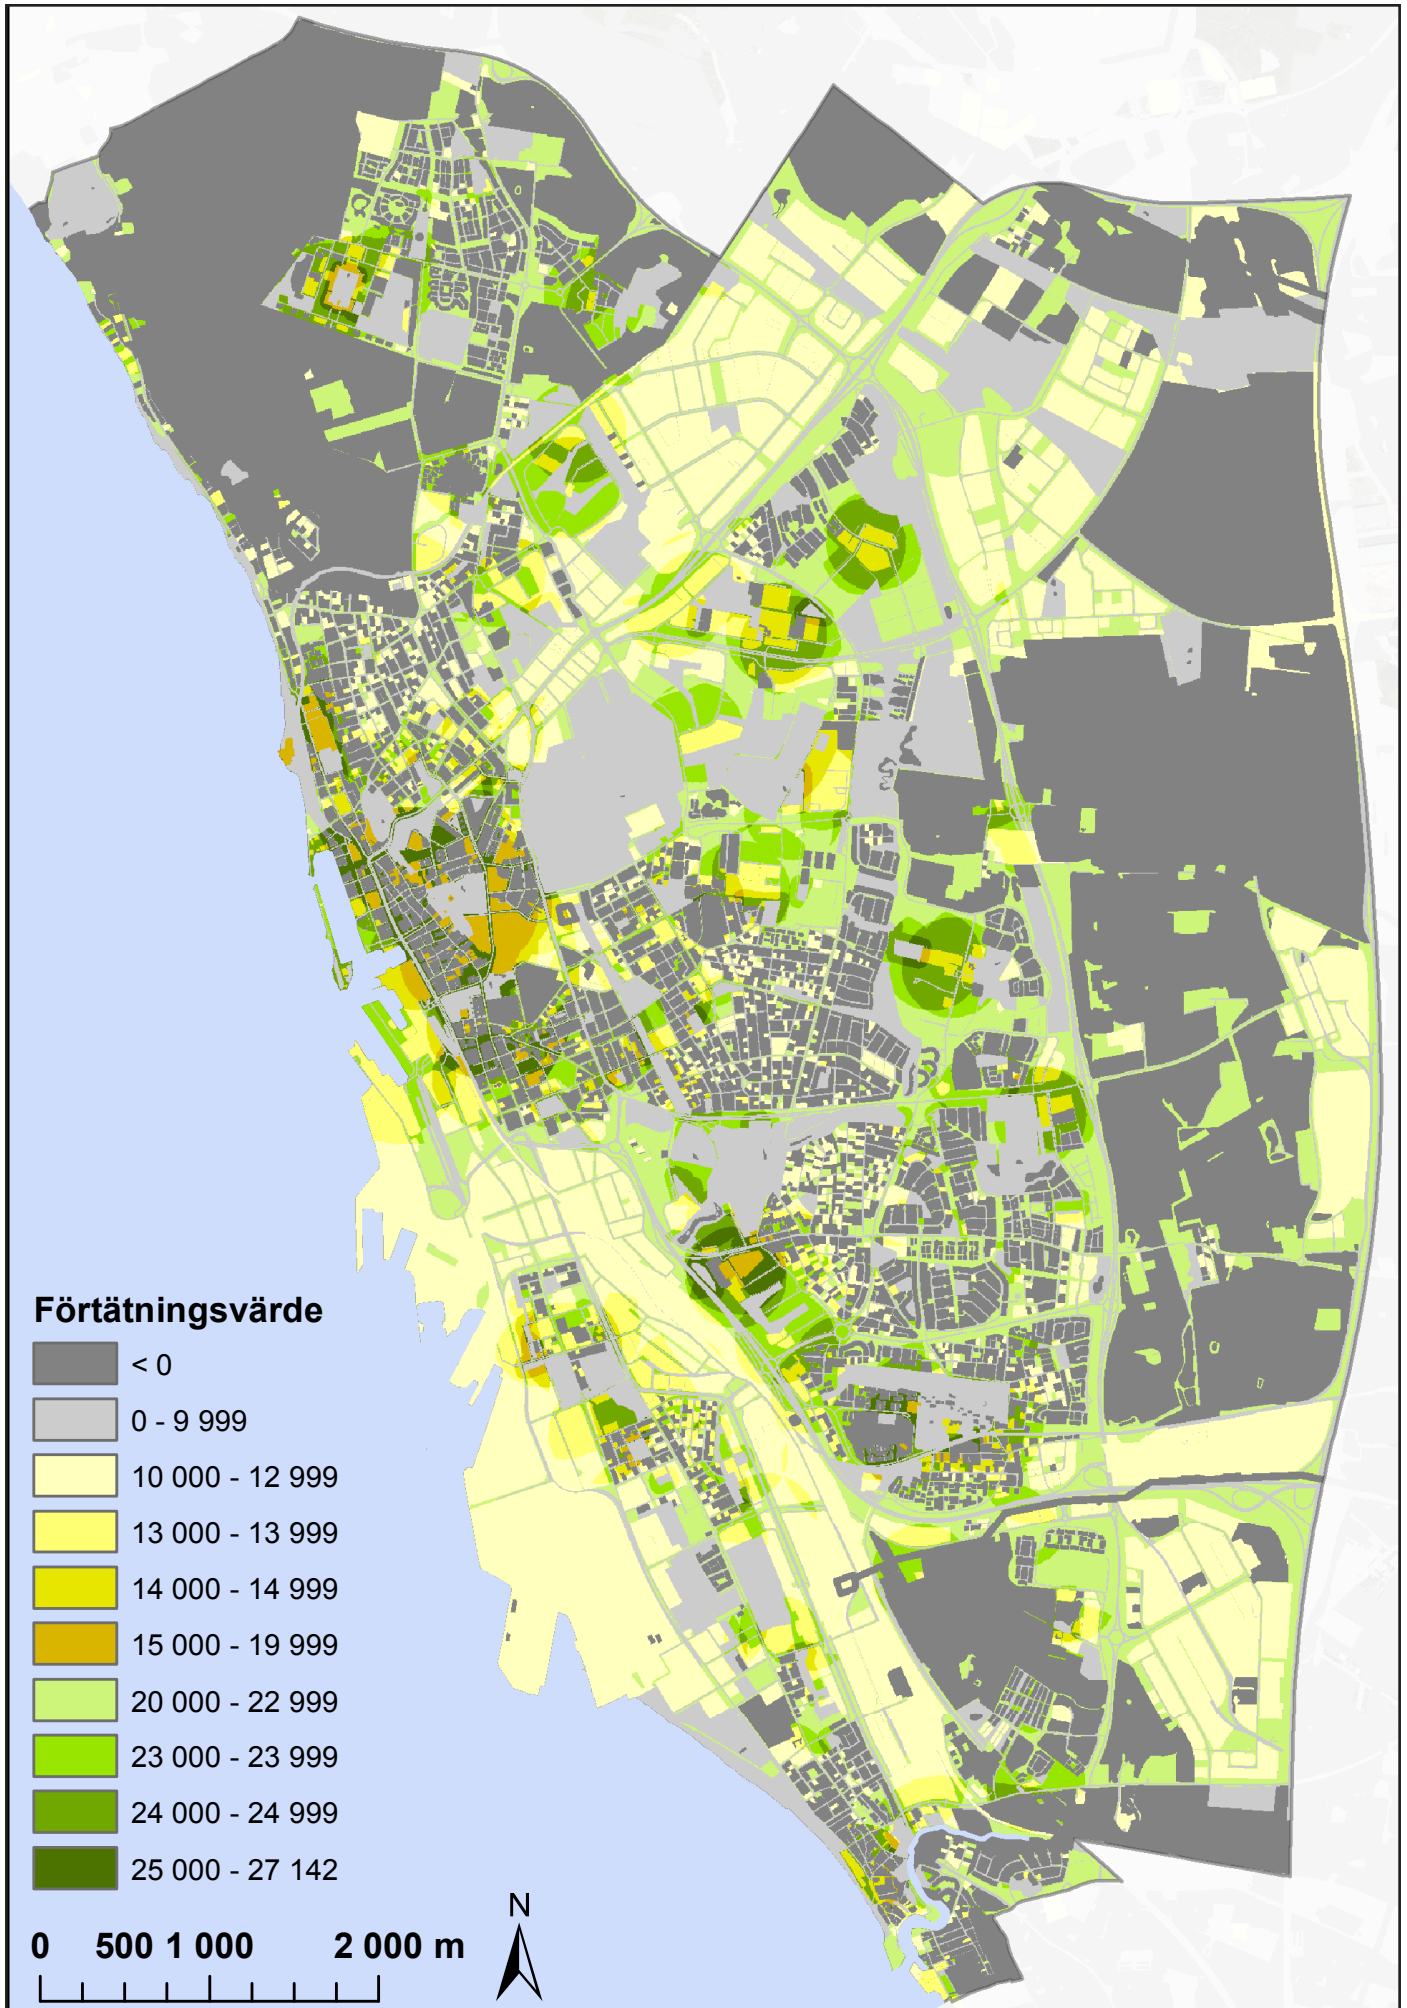 Förtätningsvärde
< 0
0 - 9 999
10 000 - 12 999
13 000 - 13 999
14 000 - 14 999
15 000 - 19 999
20 000 - 22 999
23 000 - 23 999
24 000 - 24 999
25 000 - 27 142
N
0 500 1 000 2 000 m